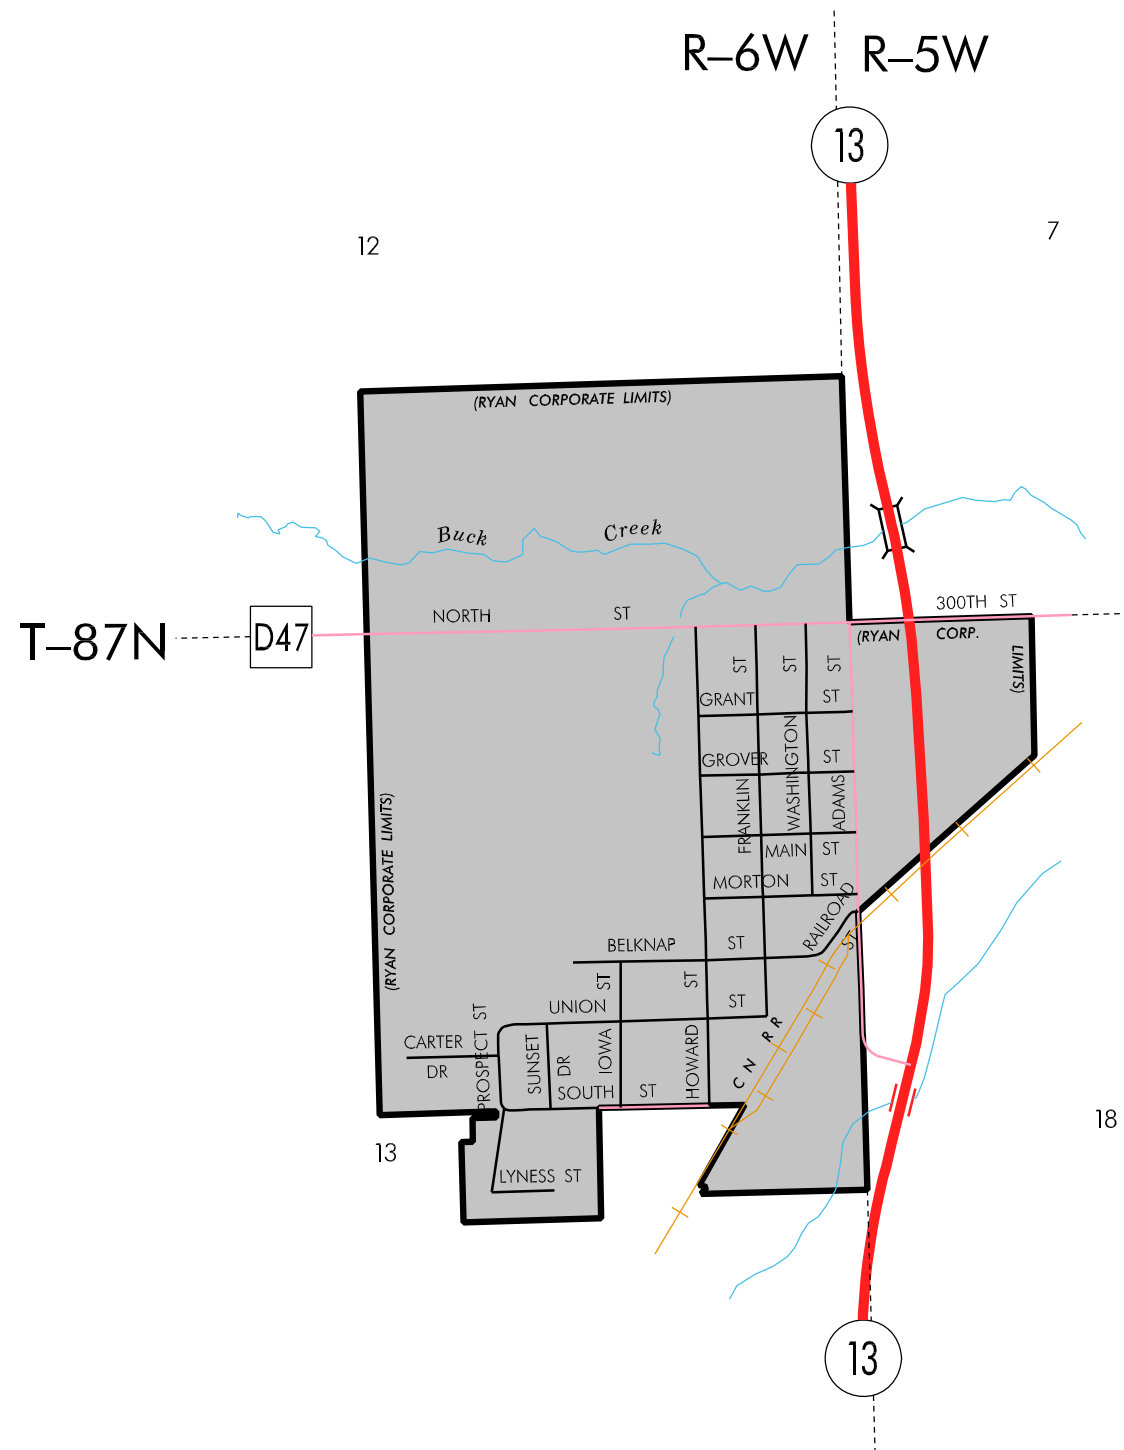 R–6W
R–5W
13
12
7
(RYAN CORPORATE LIMITS)
Buck Creek
300TH ST
NORTH ST
T–87N
D47
(RYAN CORP.
LIMITS)
ST
ST
ST
GRANT ST
GROVER ST
FRANKLIN
WASHINGTON
ADAMS
MAIN ST
MORTON ST
(RYAN CORPORATE LIMITS)
RAILROAD
ST
BELKNAP ST
ST
ST
UNION ST
PROSPECT ST
CARTER
DR
SUNSET
DR
IOWA
HOWARD
CN RR
SOUTH ST
13
18
LYNESS ST
13